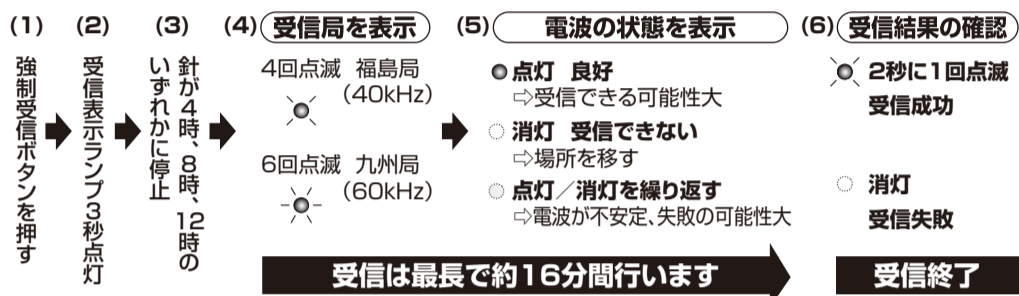 (1)
強制受信ボタンを押す
(2)
受信表示ランプ3秒点灯
(3)
針が4時、8時、12時の
いずれかに停止
(4) 受信局を表示
4回点滅 福島局
(40kHz)
6回点滅 九州局
(60kHz)
(5) 電波の状態を表示
点灯 良好
⇨受信できる可能性大
消灯 受信できない
⇨場所を移す
点灯/消灯を繰り返す
⇨電波が不安定、失敗の可能性大
受信は最長で約16分間行います
(6) 受信結果の確認
2秒に1回点滅
受信成功
消灯
受信失敗
受信終了